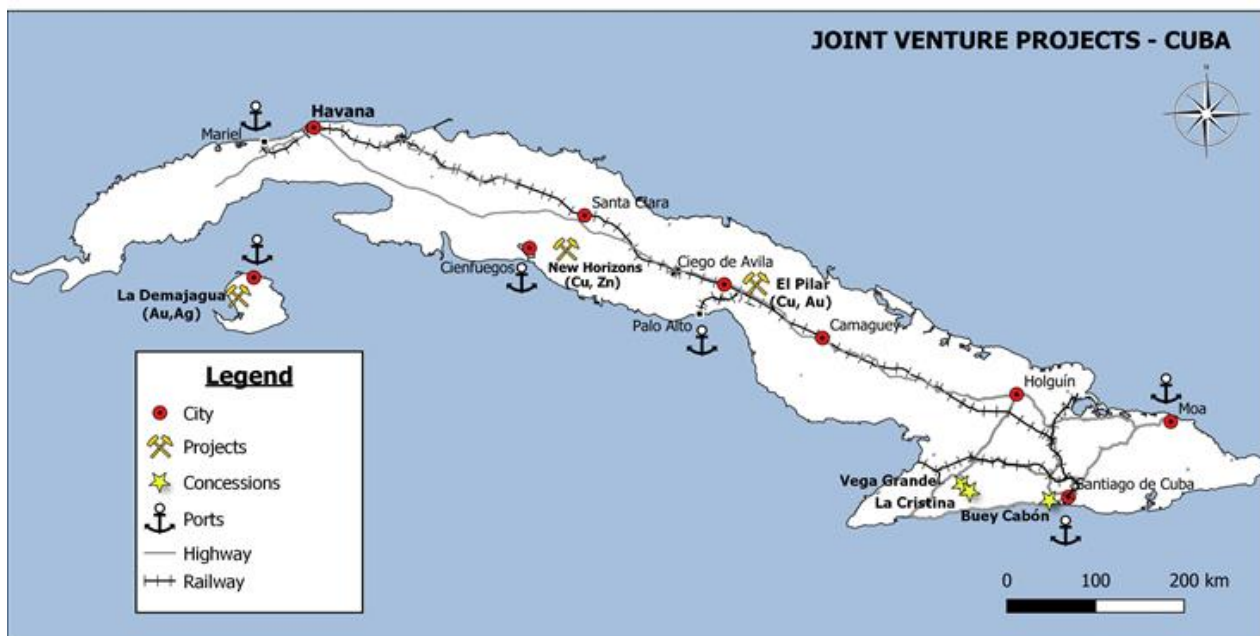 JOINT VENTURE PROJECTS - CUBA
N
Havana
Mariel
Santa Clara
Cienfuegos
New Horizons
(Cu, Zn)
Ciego de Avila
El Pilar
(Cu, Au)
La Demajagua
(Au,Ag)
Palo Alto
Camaguey
Holguín
Moa
Vega Grande
La Cristina
Buey Cabón
Santiago de Cuba
Legend
City
Projects
Concessions
Ports
Highway
Railway
0 100 200 km